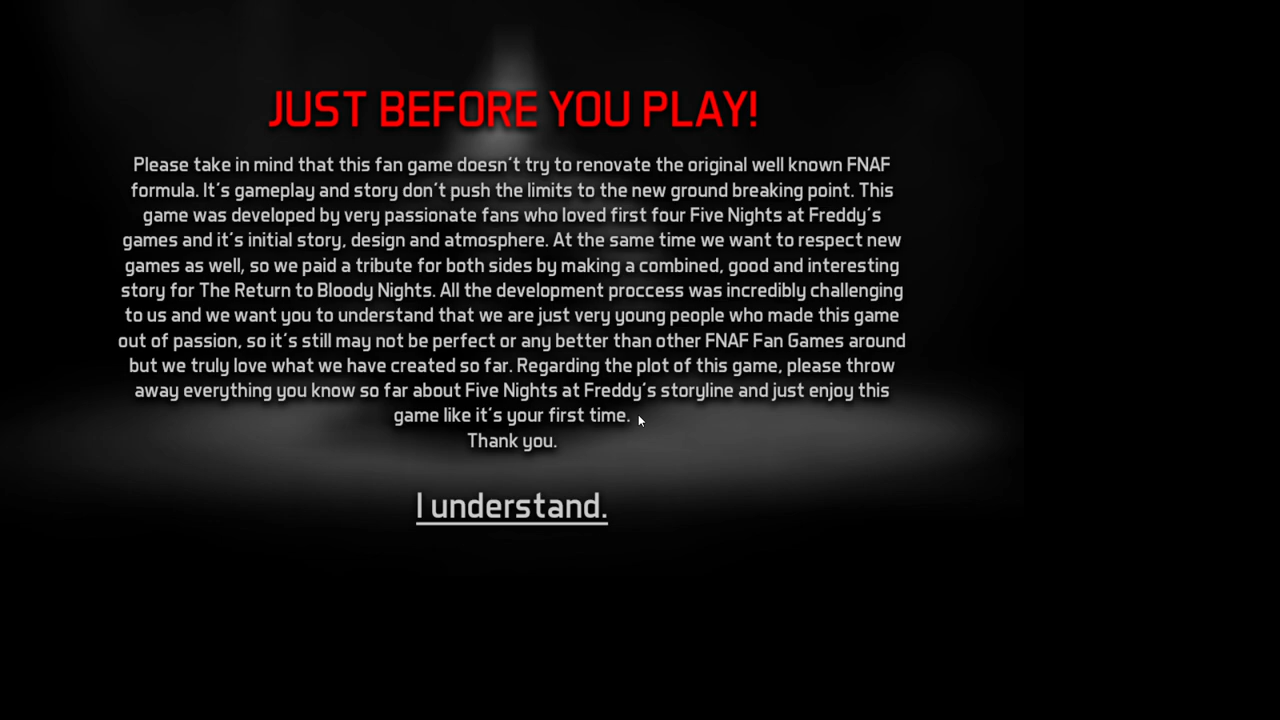 JUST BEFORE YOU PLAY!
Please take in mind that this fan game doesn't try to renovate the original well known FNAF
formula. It's gameplay and story don't push the limits to the new ground breaking point. This
game was developed by very passionate fans who loved first four Five Nights at Freddy's
games and it's initial story, design and atmosphere. At the same time we want to respect new
games as well, so we paid a tribute for both sides by making a combined, good and interesting
story for The Return to Bloody Nights. All the development proccess was incredibly challenging
to us and we want you to understand that we are just very young people who made this game
out of passion, so it's still may not be perfect or any better than other FNAF Fan Games around
but we truly love what we have created so far. Regarding the plot of this game, please throw
away everything you know so far about Five Nights at Freddy's storyline and just enjoy this
game like it's your first time.
Thank you.
I understand.